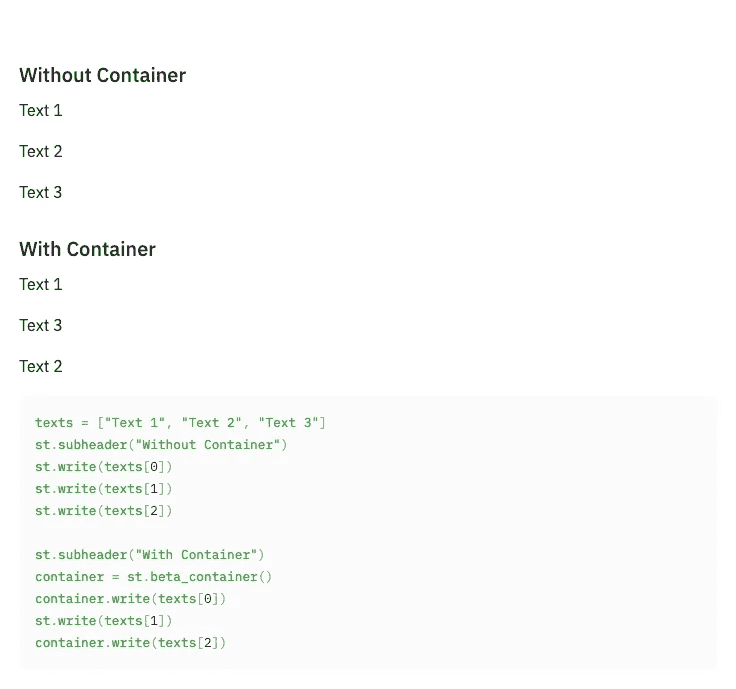 Without Container
Text 1
Text 2
Text 3
With Container
Text 1
Text 3
Text 2
texts = ["Text 1", "Text 2", "Text 3"]
st.subheader("Without Container")
st.write(texts[0])
st.write(texts[1])
st.write(texts[2])
st.subheader("With Container")
container = st.beta_container()
container.write(texts[0])
st.write(texts[1])
container.write(texts[2])